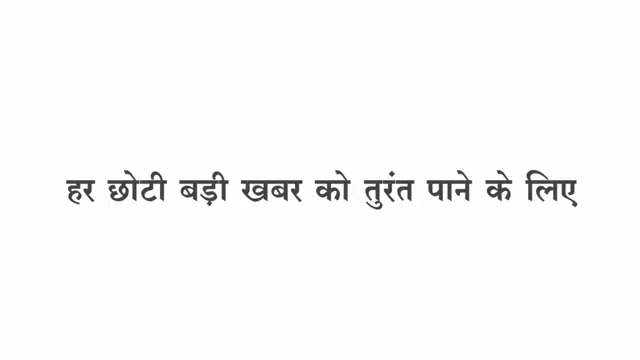 हर छोटी बड़ी खबर को तुरंत पाने के लिए